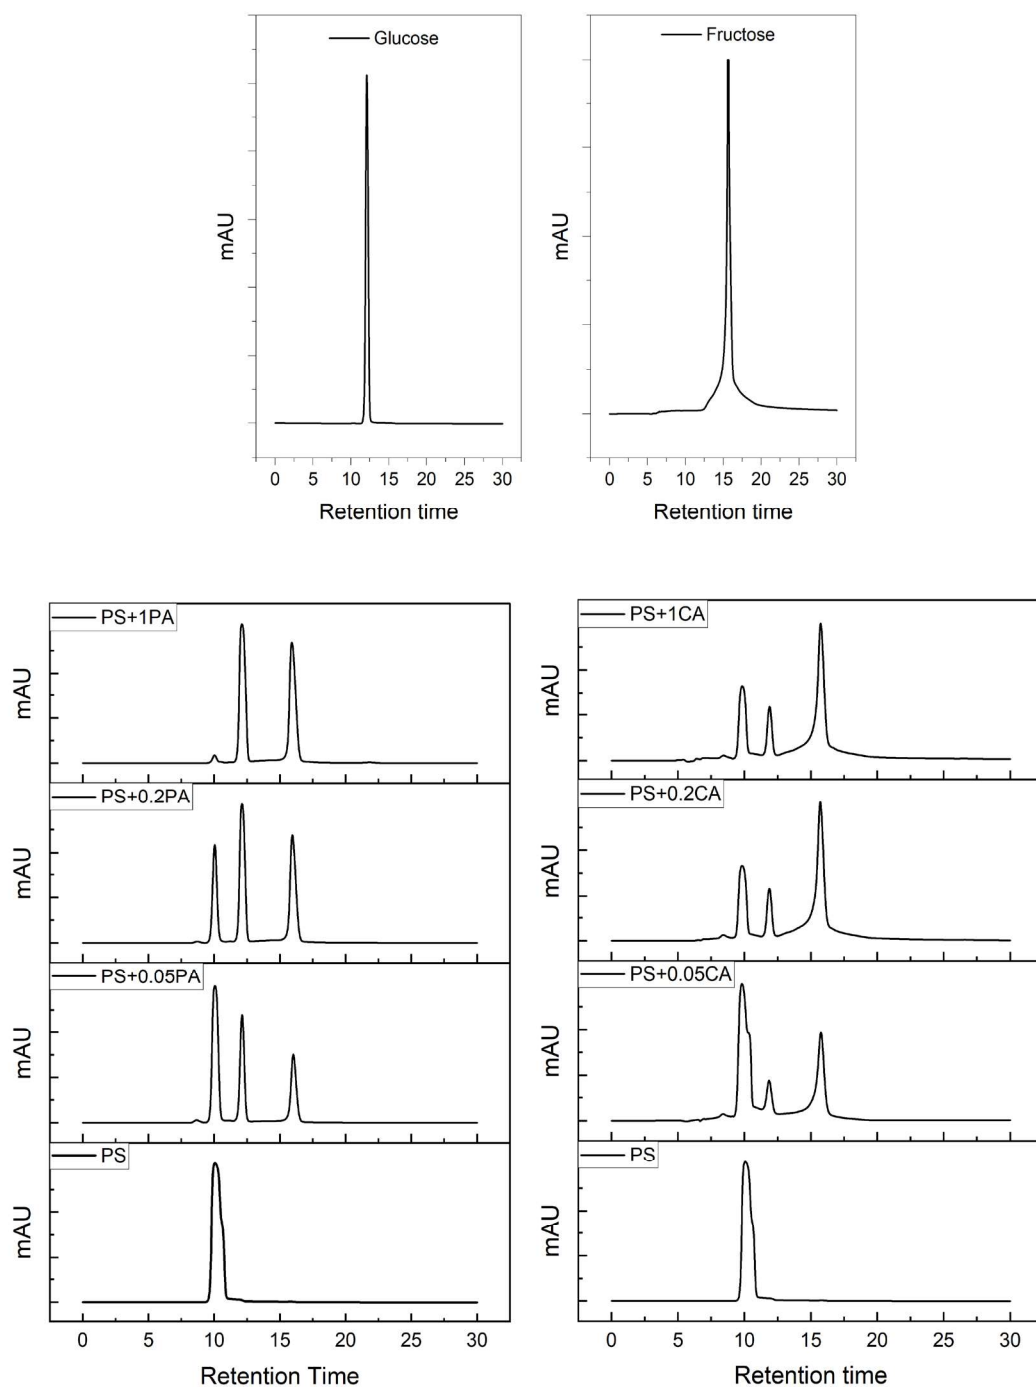 Glucose
mAU
0 5 10 15 20 25 30
Retention time
Fructose
mAU
0 5 10 15 20 25 30
Retention time
PS+1PA
mAU
PS+0.2PA
mAU
PS+0.05PA
mAU
PS
mAU
0 5 10 15 20 25 30
Retention Time
PS+1CA
mAU
PS+0.2CA
mAU
PS+0.05CA
mAU
PS
mAU
0 5 10 15 20 25 30
Retention time